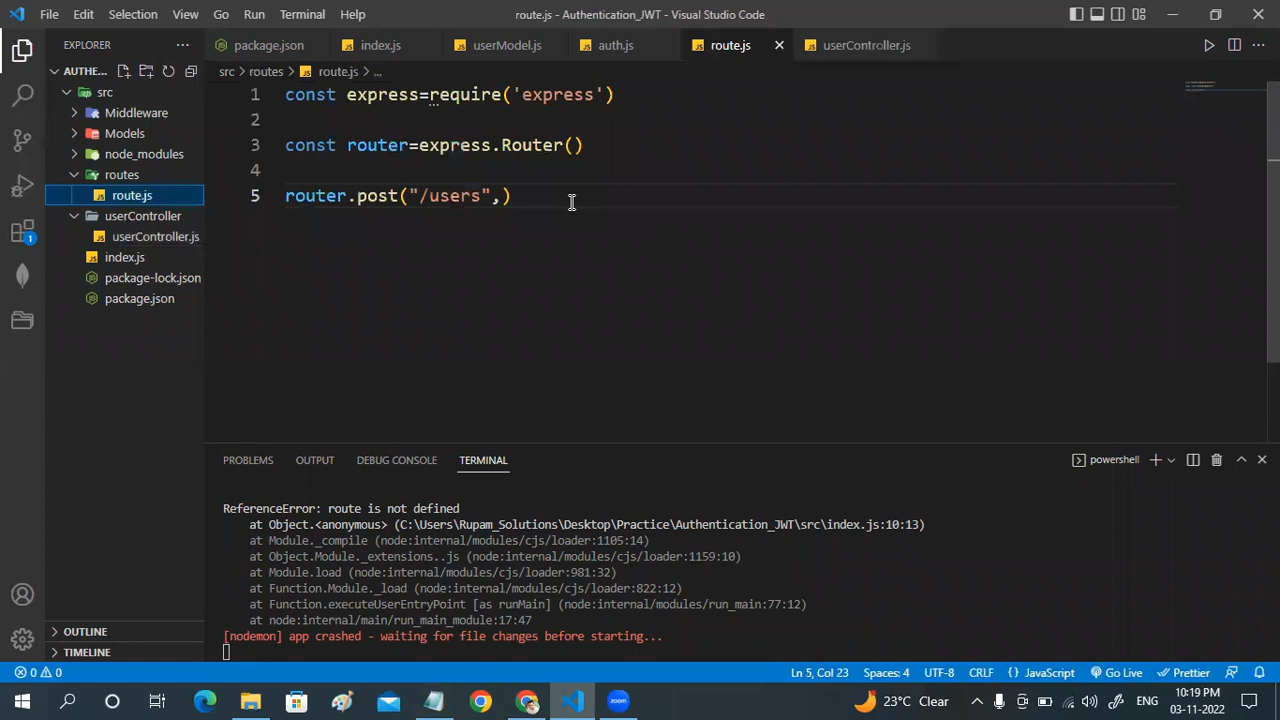 File Edit Selection View Go Run Terminal Help route.js - Authentication_JWT - Visual Studio Code
EXPLORER
package.json index.js userModel.js auth.js route.js userController.js
AUTHE...
src
Middleware
Models
node_modules
routes
route.js
userController
userController.js
index.js
package-lock.json
package.json
OUTLINE
TIMELINE
src > routes > route.js > ...
1 const express=require('express')
2
3 const router=express.Router()
4
5 router.post("/users",)
PROBLEMS OUTPUT DEBUG CONSOLE TERMINAL powershell
ReferenceError: route is not defined
at Object.<anonymous> (C:\Users\Rupam_Solutions\Desktop\Practice\Authentication_JWT\src\index.js:10:13)
at Module._compile (node:internal/modules/cjs/loader:1105:14)
at Object.Module._extensions..js (node:internal/modules/cjs/loader:1159:10)
at Module.load (node:internal/modules/cjs/loader:981:32)
at Function.Module._load (node:internal/modules/cjs/loader:822:12)
at Function.executeUserEntryPoint [as runMain] (node:internal/modules/run_main:77:12)
at node:internal/main/run_main_module:17:47
[nodemon] app crashed - waiting for file changes before starting...
1
0 0 Ln 5, Col 23 Spaces: 4 UTF-8 CRLF JavaScript Go Live Prettier
23°C Clear ENG 10:19 PM
03-11-2022